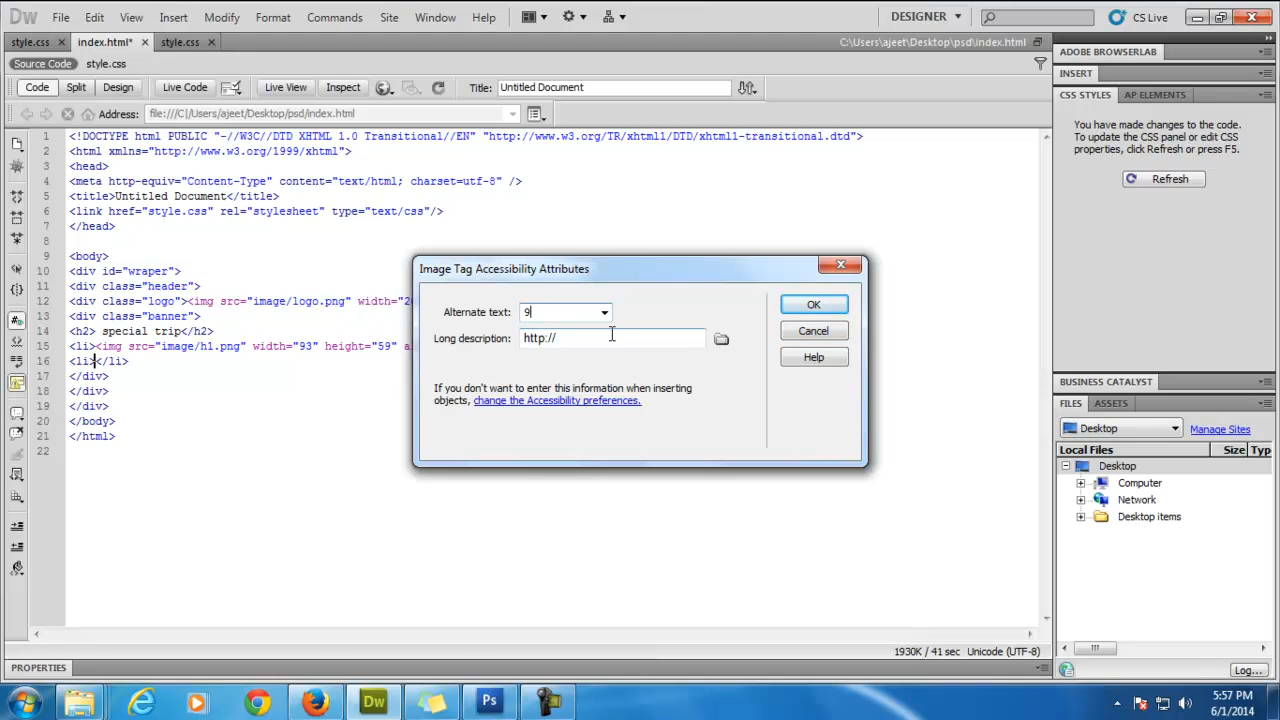 Dw File Edit View Insert Modify Format Commands Site Window Help DESIGNER CS Live
style.css index.html* style.css C:\Users\ajeet\Desktop\psd\index.html
Source Code style.css
Code Split Design Live Code Live View Inspect Title: Untitled Document
Address: file:///C|/Users/ajeet/Desktop/psd/index.html
1 <!DOCTYPE html PUBLIC "-//W3C//DTD XHTML 1.0 Transitional//EN" "http://www.w3.org/TR/xhtml1/DTD/xhtml1-transitional.dtd">
2 <html xmlns="http://www.w3.org/1999/xhtml">
3 <head>
4 <meta http-equiv="Content-Type" content="text/html; charset=utf-8" />
5 <title>Untitled Document</title>
6 <link href="style.css" rel="stylesheet" type="text/css"/>
7 </head>
8
9 <body>
10 <div id="wraper">
11 <div class="header">
12 <div class="logo"><img src="image/logo.png" width="2
13 <div class="banner">
14 <h2> special trip</h2>
15 <li><img src="image/h1.png" width="93" height="59" a
16 <li></li>
17 </div>
18 </div>
19 </div>
20 </body>
21 </html>
22
Image Tag Accessibility Attributes
Alternate text: 9
Long description: http://
If you don't want to enter this information when inserting
objects, change the Accessibility preferences.
OK
Cancel
Help
ADOBE BROWSERLAB
INSERT
CSS STYLES AP ELEMENTS
You have made changes to the code.
To update the CSS panel or edit CSS
properties, click Refresh or press F5.
Refresh
BUSINESS CATALYST
FILES ASSETS
Desktop Manage Sites
Local Files Size Typ
Desktop
Computer
Network
Desktop items
Log...
1930K / 41 sec Unicode (UTF-8)
PROPERTIES
Dw Ps
5:57 PM
6/1/2014